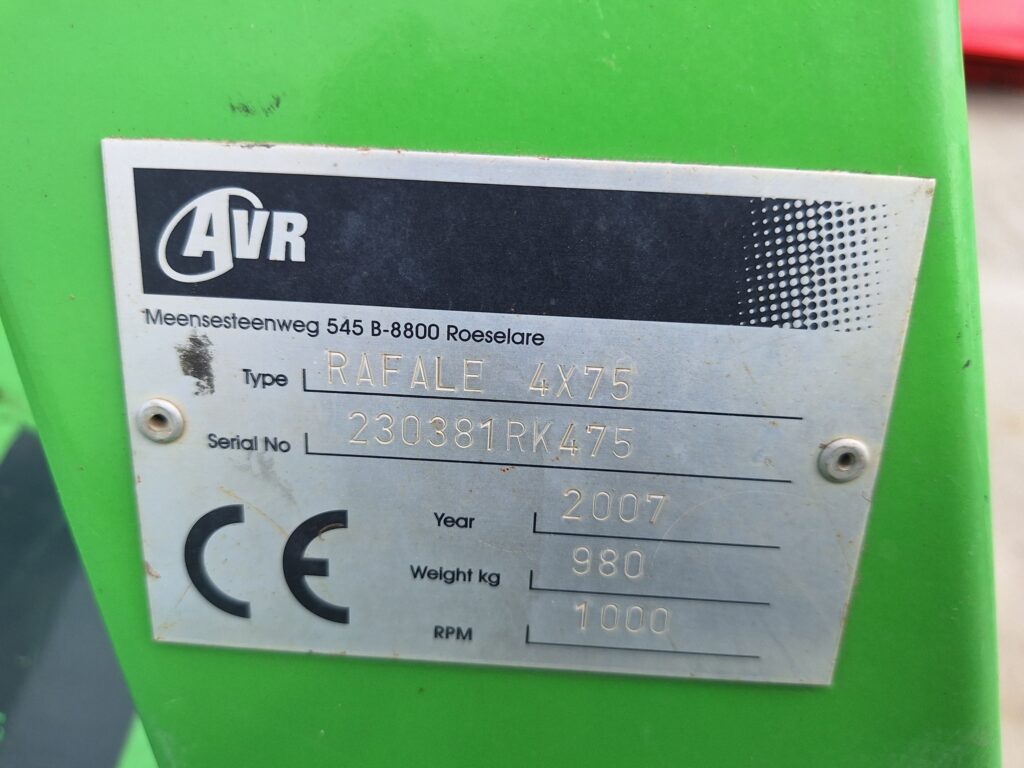 AVR
Meensesteenweg 545 B-8800 Roeselare
Type RAFALE 4X75
Serial No 230381RK475
Year 2007
Weight kg 980
RPM 1000
CE